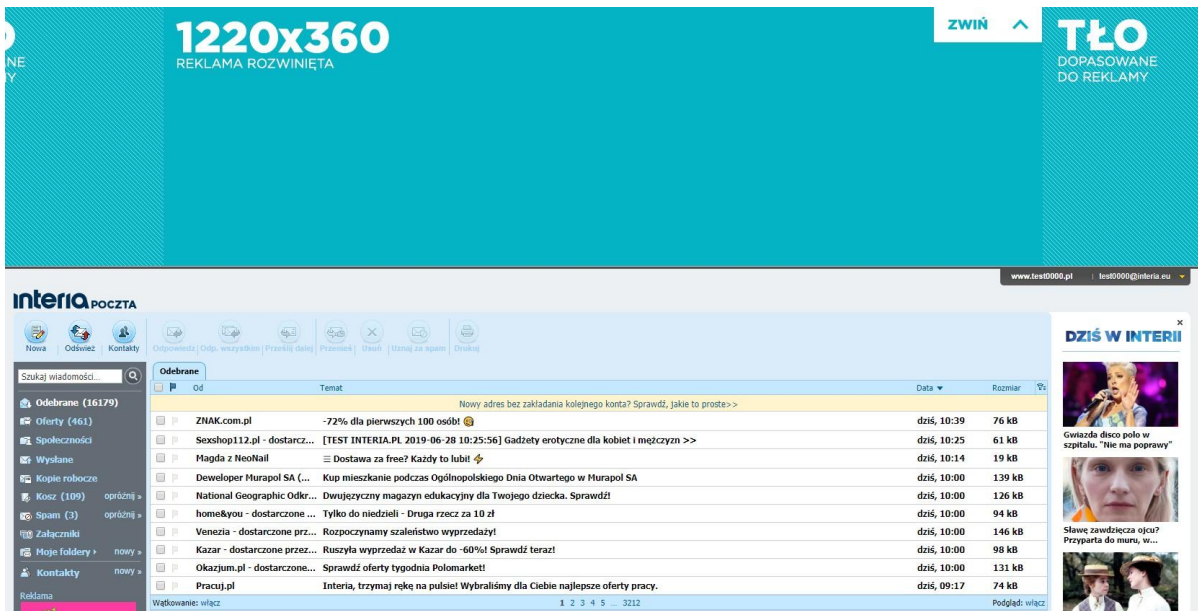 1220x360
REKLAMA ROZWINIĘTA
ZWIŃ
TŁO
DOPASOWANE
DO REKLAMY
www.test0000.pl | test0000@interia.eu
interia POCZTA
Nowa Odśwież Kontakty Odpowiedz Odp. wszystkim Prześlij dalej Przenieś Usuń Uznaj za spam Drukuj
Szukaj wiadomości...
Odebrane (16179)
Oferty (461)
Społeczności
Wysłane
Kopie robocze
Kosz (109) opróżnij »
Spam (3) opróżnij »
Załączniki
Moje foldery nowy »
Kontakty nowy »
Reklama
Odebrane
Od Temat Data Rozmiar
Nowy adres bez zakładania kolejnego konta? Sprawdź, jakie to proste>>
ZNAK.com.pl -72% dla pierwszych 100 osób! dziś, 10:39 76 kB
Sexshop112.pl - dostarcz... [TEST INTERIA.PL 2019-06-28 10:25:56] Gadżety erotyczne dla kobiet i mężczyzn >> dziś, 10:25 61 kB
Magda z NeoNail Dostawa za free? Każdy to lubi! dziś, 10:14 19 kB
Deweloper Murapol SA (... Kup mieszkanie podczas Ogólnopolskiego Dnia Otwartego w Murapol SA dziś, 10:00 139 kB
National Geographic Odkr... Dwujęzyczny magazyn edukacyjny dla Twojego dziecka. Sprawdź! dziś, 10:00 126 kB
home&you - dostarczone ... Tylko do niedzieli - Druga rzecz za 10 zł dziś, 10:00 94 kB
Venezia - dostarczone prz... Rozpoczynamy szaleństwo wyprzedaży! dziś, 10:00 146 kB
Kazar - dostarczone przez... Ruszyła wyprzedaż w Kazar do -60%! Sprawdź teraz! dziś, 10:00 98 kB
Okazjum.pl - dostarczone... Sprawdź oferty tygodnia Polomarket! dziś, 10:00 131 kB
Pracuj.pl Interia, trzymaj rękę na pulsie! Wybraliśmy dla Ciebie najlepsze oferty pracy. dziś, 09:17 74 kB
Wątkowanie: włącz 1 2 3 4 5 ... 3212 Podgląd: włącz
DZIŚ W INTERII
Gwiazda disco polo w
szpitalu. "Nie ma poprawy"
Sławę zawdzięcza ojcu?
Przyparta do muru, w...